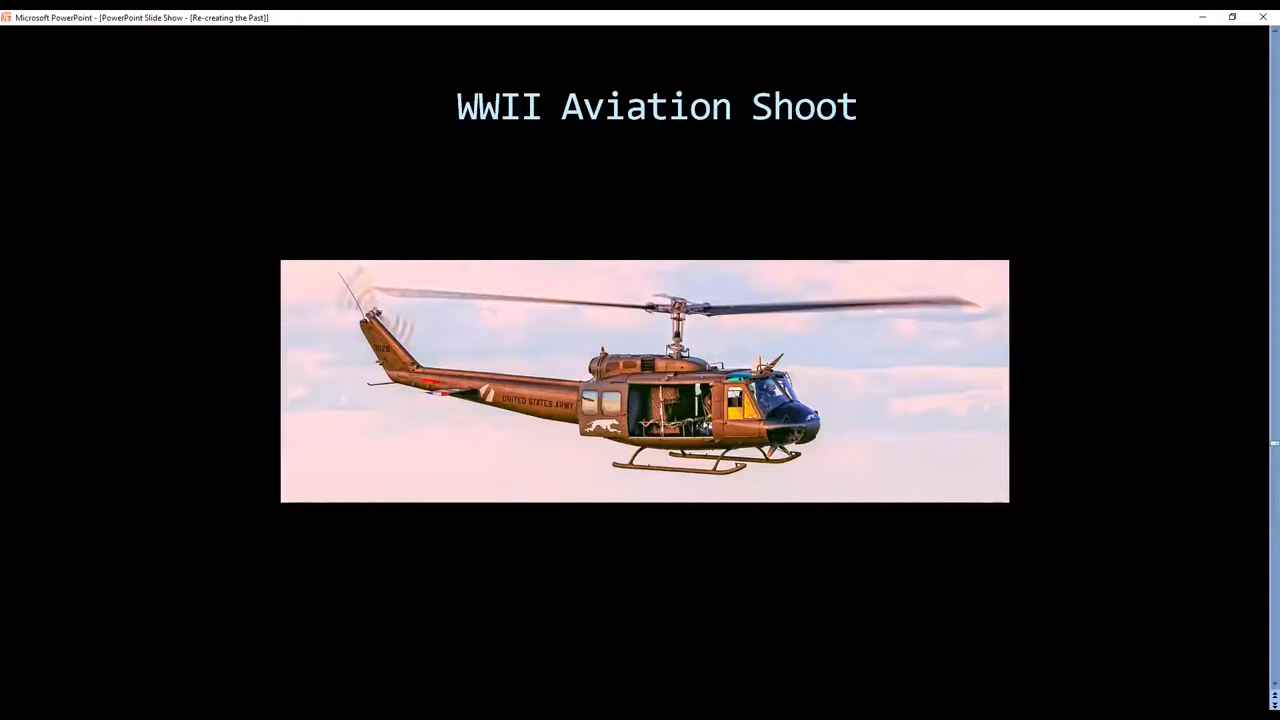 Microsoft PowerPoint - [PowerPoint Slide Show - [Re-creating the Past]]
WWII Aviation Shoot
UNITED STATES ARMY